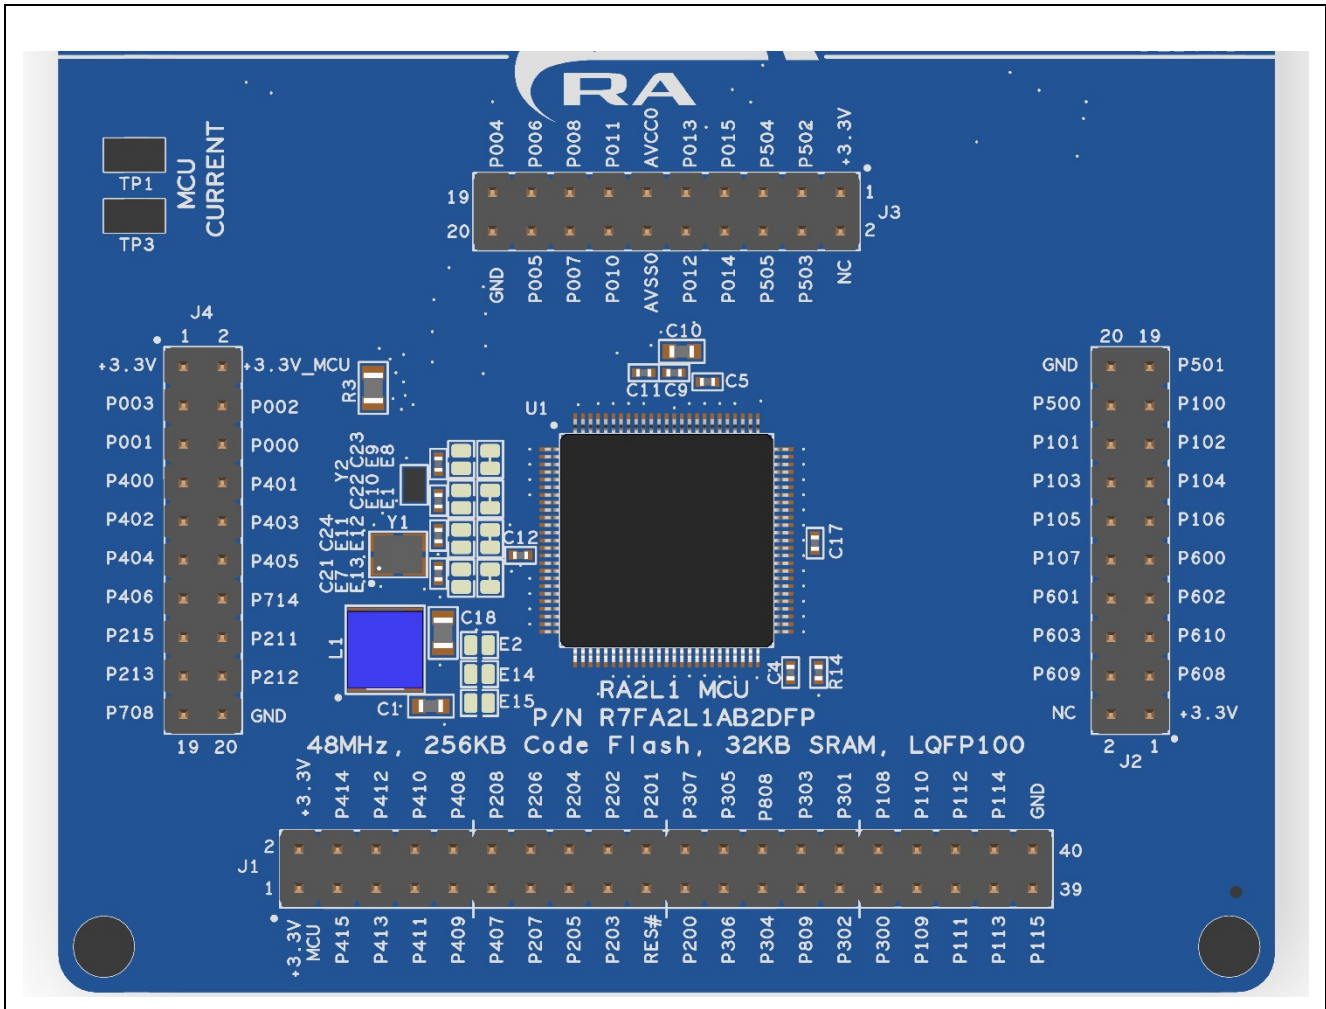 RA
P004 P006 P008 P011 AVCC0 P013 P015 P504 P502 +3.3V
TP1
TP3
MCU
CURRENT
19 1
20 2
J3
GND P005 P007 P010 AVSS0 P012 P014 P505 P503 NC
J4
1 2
+3.3V +3.3V_MCU
P003 P002
P001 P000
P400 P401
P402 P403
P404 P405
P406 P714
P215 P211
P213 P212
P708 GND
19 20
R3
C10
C11 C9 C5
U1
Y2 C23
E9
E8
C22
E10
E1
Y1
C24
E11
E12
C21
E7
E13
C12
C17
L1
C18
E2
E14
E15
C1
C4
R14
20 19
GND P501
P500 P100
P101 P102
P103 P104
P105 P106
P107 P600
P601 P602
P603 P610
P609 P608
NC +3.3V
2 1
J2
RA2L1 MCU
P/N R7FA2L1AB2DFP
48MHz, 256KB Code Flash, 32KB SRAM, LQFP100
+3.3V P414 P412 P410 P408 P208 P206 P204 P202 P201 P307 P305 P808 P303 P301 P108 P110 P112 P114 GND
2 40
J1
1 39
+3.3V MCU P415 P413 P411 P409 P407 P207 P205 P203 RES# P200 P306 P304 P809 P302 P300 P109 P111 P113 P115